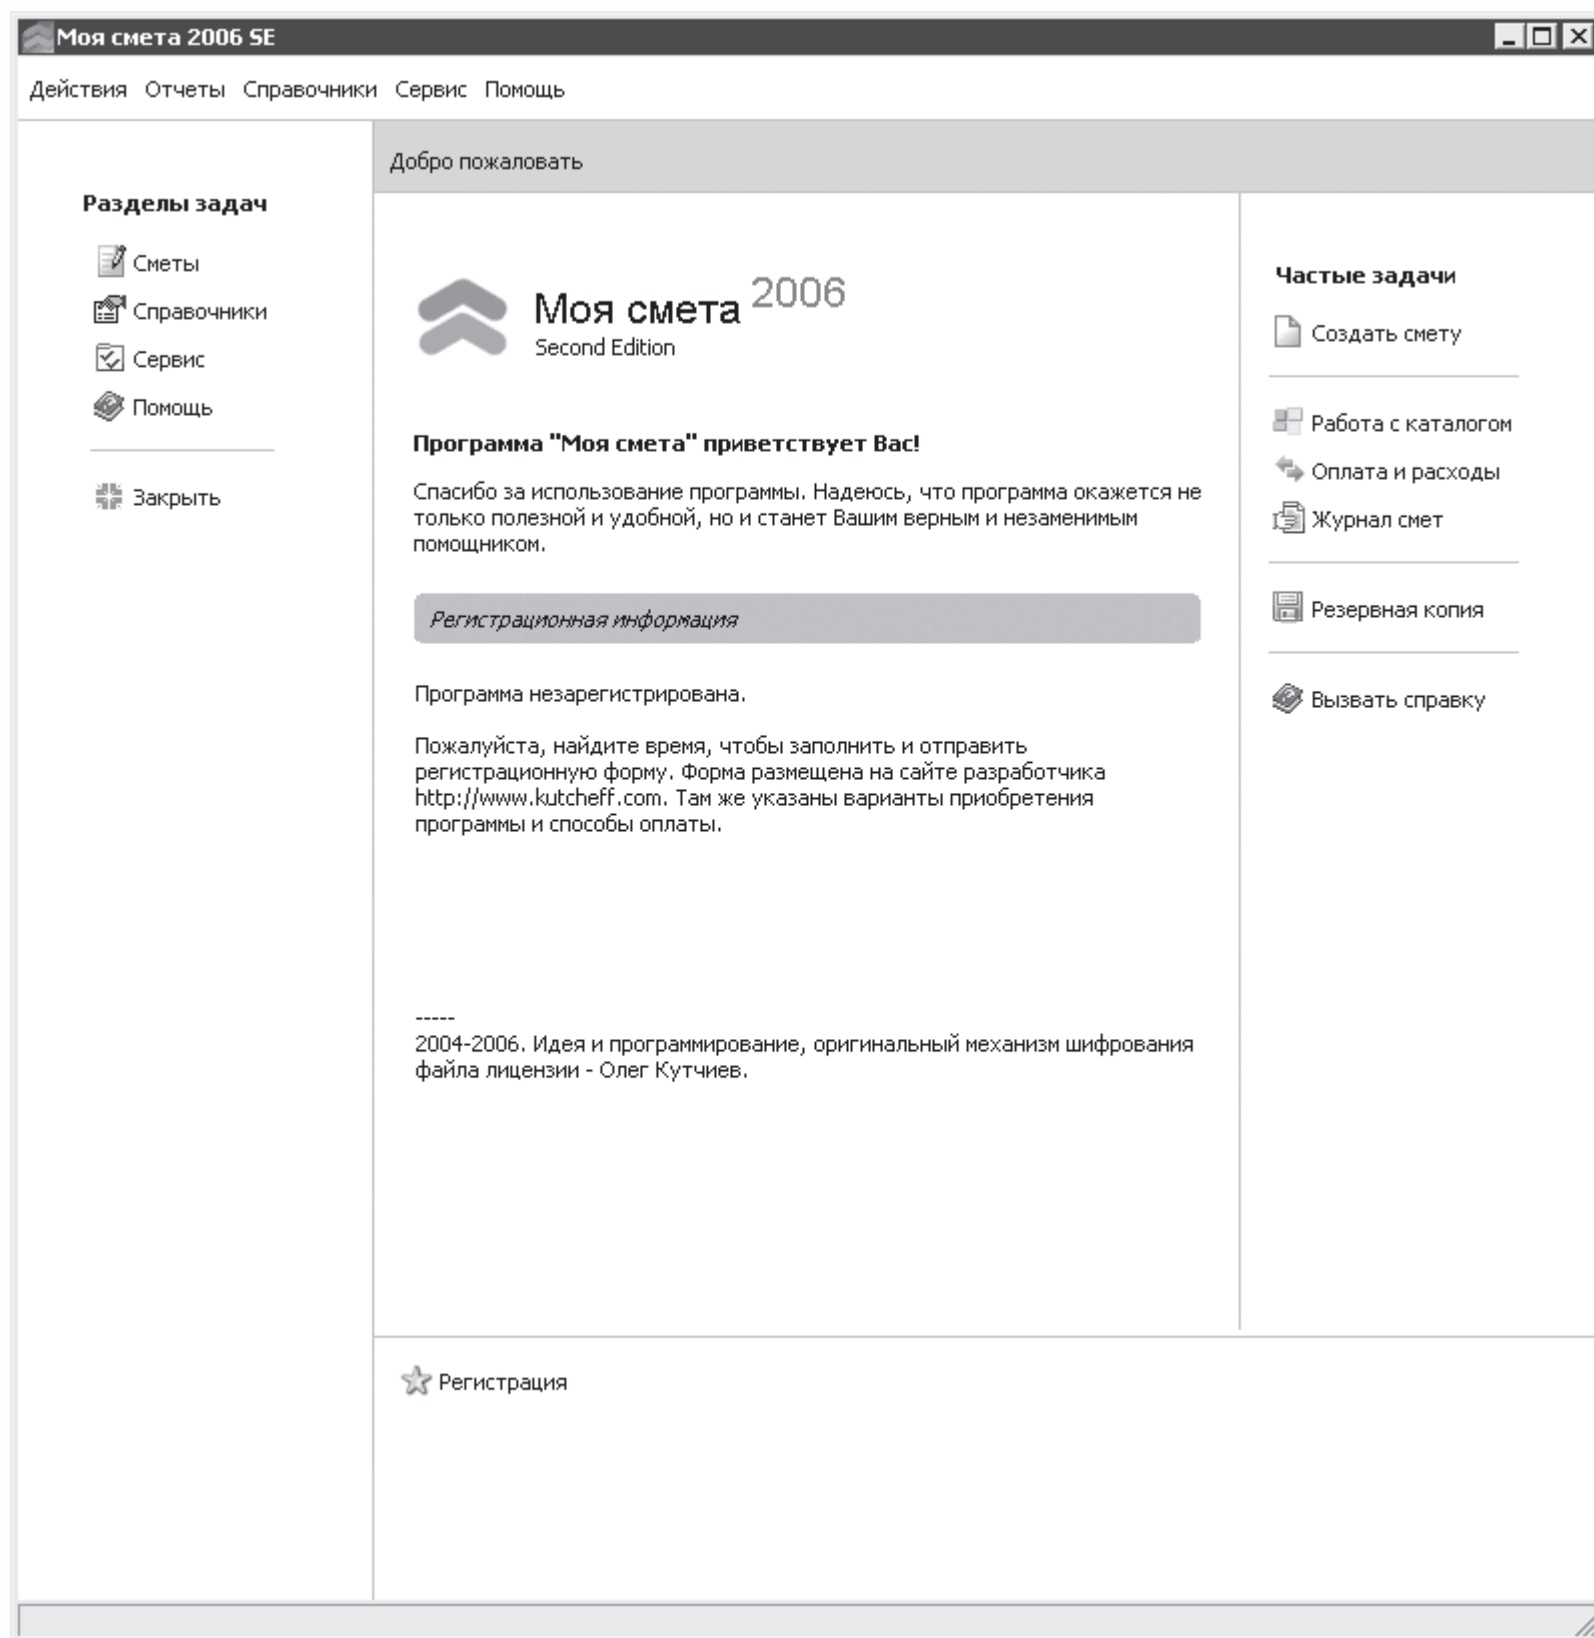 Моя смета 2006 SE
Действия Отчеты Справочники Сервис Помощь
Добро пожаловать
Разделы задач
Сметы
Справочники
Сервис
Помощь
Закрыть
Моя смета 2006
Second Edition
Программа "Моя смета" приветствует Вас!
Спасибо за использование программы. Надеюсь, что программа окажется не
только полезной и удобной, но и станет Вашим верным и незаменимым
помощником.
Регистрационная информация
Программа незарегистрирована.
Пожалуйста, найдите время, чтобы заполнить и отправить
регистрационную форму. Форма размещена на сайте разработчика
http://www.kutcheff.com. Там же указаны варианты приобретения
программы и способы оплаты.
-----
2004-2006. Идея и программирование, оригинальный механизм шифрования
файла лицензии - Олег Кутчиев.
Частые задачи
Создать смету
Работа с каталогом
Оплата и расходы
Журнал смет
Резервная копия
Вызвать справку
Регистрация